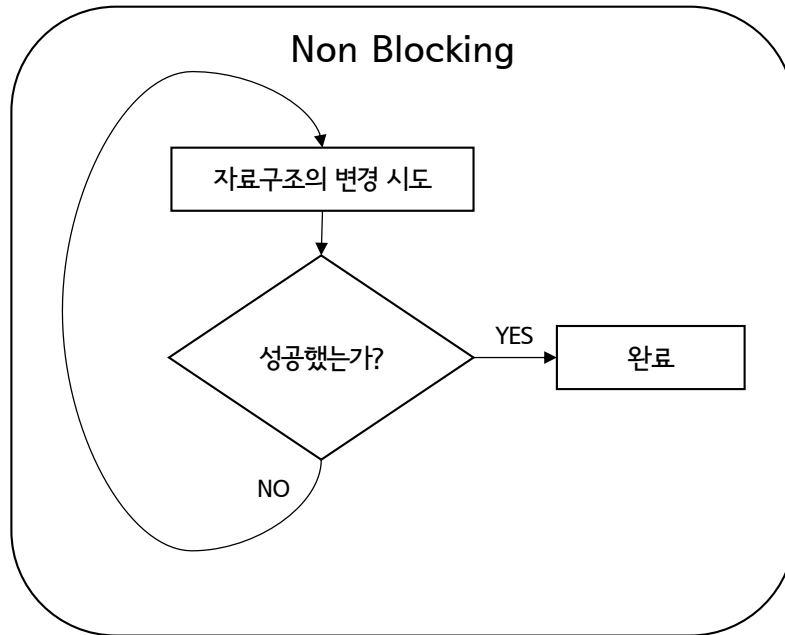 Non Blocking
자료구조의 변경 시도
성공했는가?
YES
완료
NO